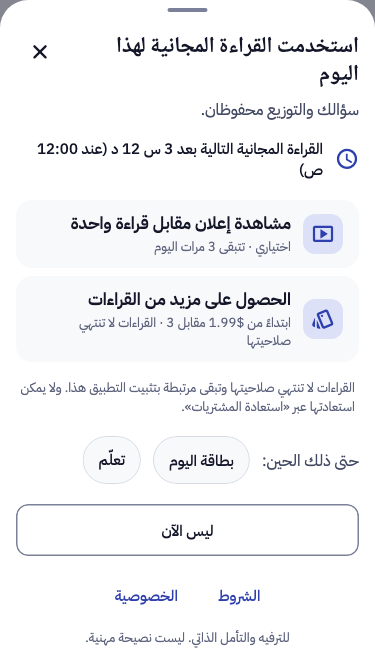 استخدمت القراءة المجانية لهذا
اليوم
سؤالك والتوزيع محفوظان.
القراءة المجانية التالية بعد 3 س 12 د (عند 12:00
ص)
مشاهدة إعلان مقابل قراءة واحدة
اختياري · تتبقى 3 مرات اليوم
الحصول على مزيد من القراءات
ابتداءً من 1.99$ مقابل 3 · القراءات لا تنتهي
صلاحيتها
القراءات لا تنتهي صلاحيتها وتبقى مرتبطة بتثبيت التطبيق هذا. ولا يمكن
استعادتها عبر «استعادة المشتريات».
حتى ذلك الحين:
بطاقة اليوم
تعلّم
ليس الآن
الشروط
الخصوصية
للترفيه والتأمل الذاتي. ليست نصيحة مهنية.